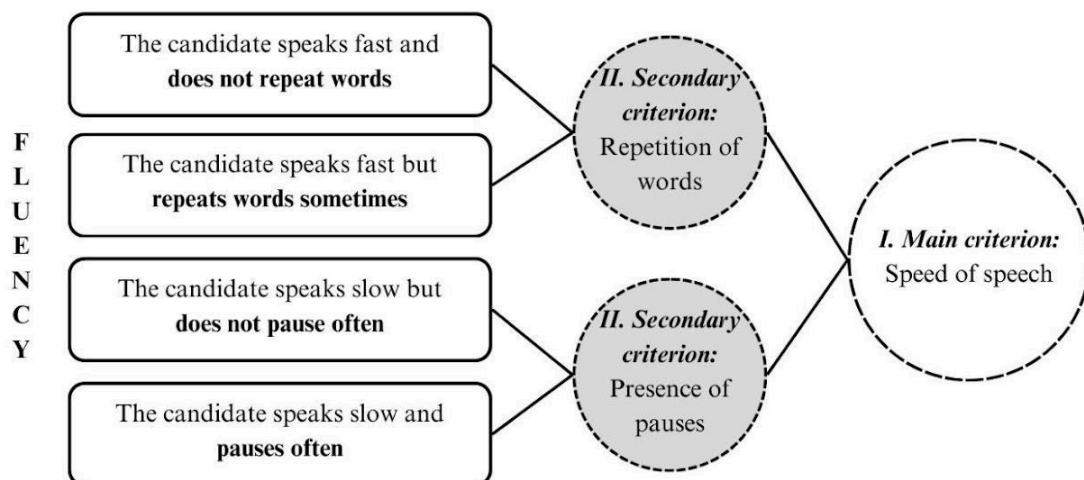 FLUENCY
The candidate speaks fast and
does not repeat words
The candidate speaks fast but
repeats words sometimes
The candidate speaks slow but
does not pause often
The candidate speaks slow and
pauses often
II. Secondary
criterion:
Repetition of
words
II. Secondary
criterion:
Presence of
pauses
I. Main criterion:
Speed of speech